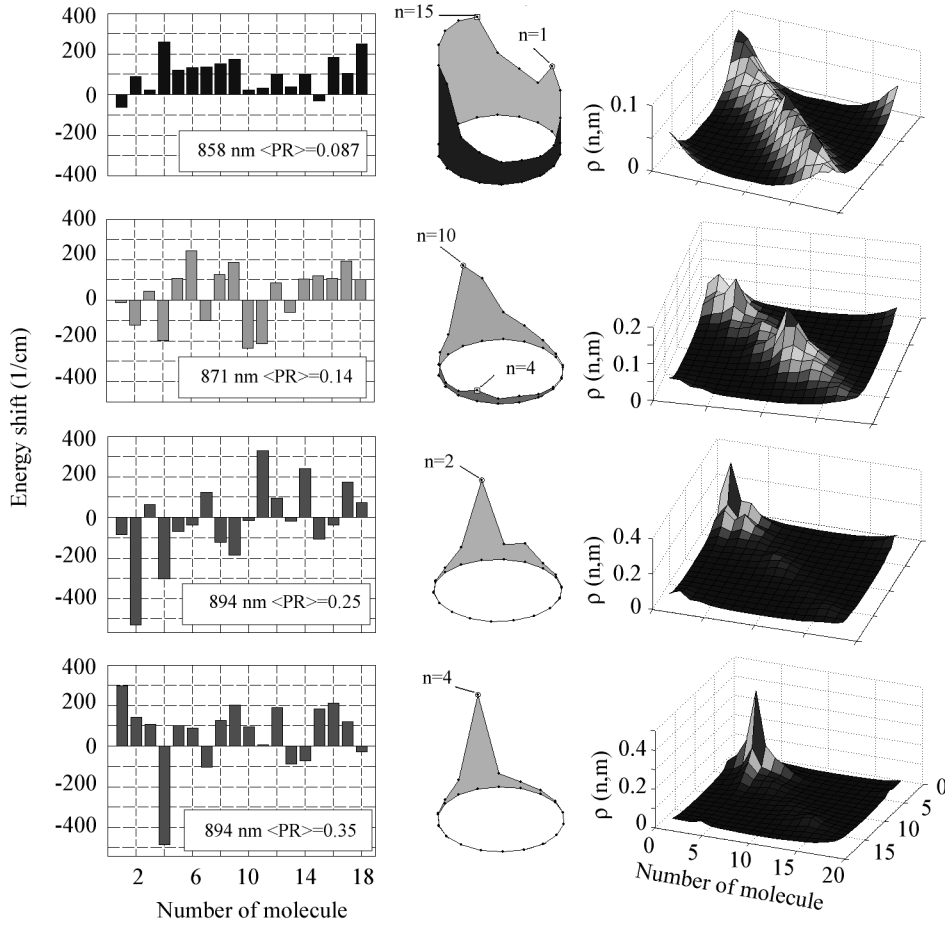 Energy shift (1/cm)
400
200
0
-200
-400
858 nm <PR>=0.087
n=15
n=1
ρ (n,m)
0.1
0
400
200
0
-200
-400
871 nm <PR>=0.14
n=10
n=4
ρ (n,m)
0.2
0.1
0
400
200
0
-200
-400
894 nm <PR>=0.25
n=2
ρ (n,m)
0.4
0.2
0
400
200
0
-200
-400
894 nm <PR>=0.35
2
6
10
14
18
Number of molecule
n=4
ρ (n,m)
0.4
0.2
0
0
5
10
15
20
Number of molecule
0
5
10
15